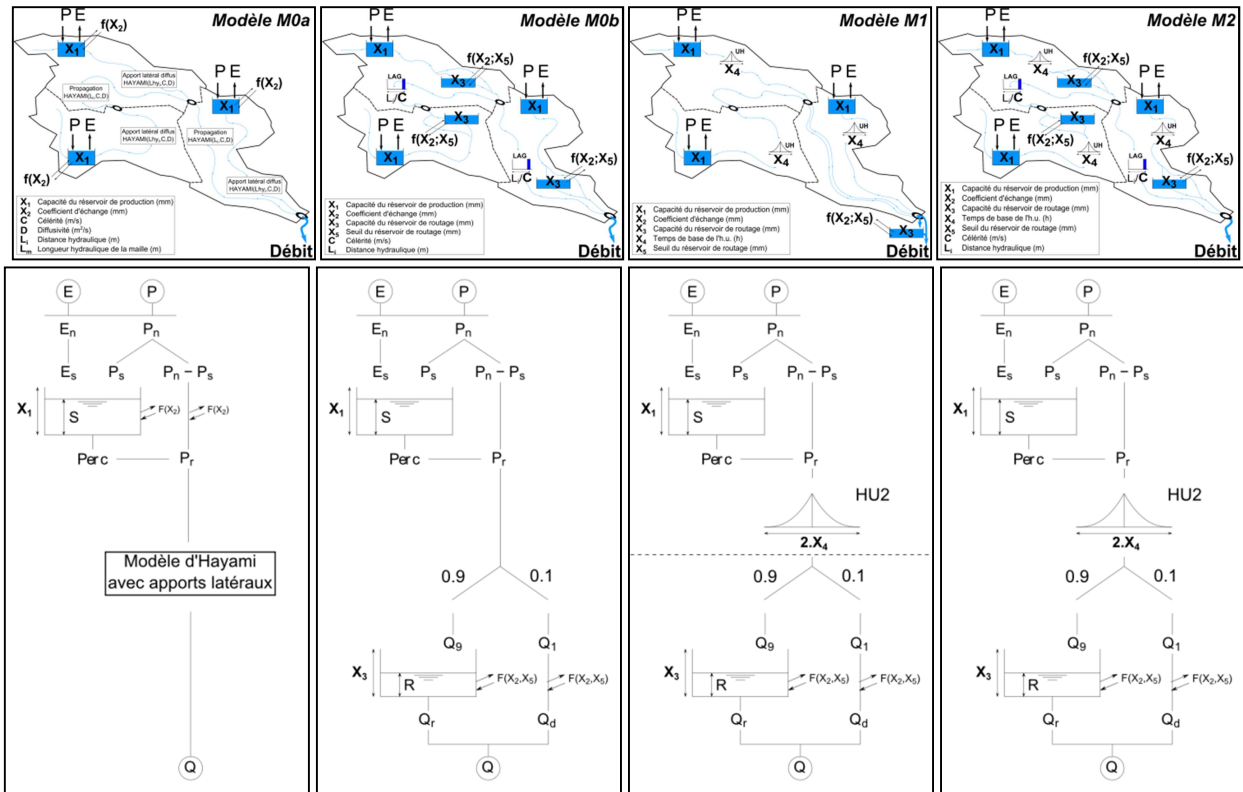 Modèle M0a
P E
f(X2)
X1
Apport latéral diffus
HAYAMI(Lhy,C,D)
Propagation
HAYAMI(L,C,D)
P E
f(X2)
X1
P E
Apport latéral diffus
HAYAMI(Lhy,C,D)
Propagation
HAYAMI(L,C,D)
X1
f(X2)
Apport latéral diffus
HAYAMI(Lhy,C,D)
X1 Capacité du réservoir de production (mm)
X2 Coefficient d'échange (mm)
C Célérité (m/s)
D Diffusivité (m²/s)
Li Distance hydraulique (m)
Lm Longueur hydraulique de la maille (m)
Débit
Modèle M0b
P E
X1
f(X2;X5)
LAG
X3
P E
L/C
X1
X3
P E
f(X2;X5)
X1
LAG
f(X2;X5)
L/C
X3
X1 Capacité du réservoir de production (mm)
X2 Coefficient d'échange (mm)
X3 Capacité du réservoir de routage (mm)
X5 Seuil du réservoir de routage (mm)
C Célérité (m/s)
Li Distance hydraulique (m)
Débit
Modèle M1
P E
X1
UH
X4
P E
X1
UH
X4
P E
X1
UH
X4
X1 Capacité du réservoir de production (mm)
X2 Coefficient d'échange (mm)
X3 Capacité du réservoir de routage (mm)
X4 Temps de base de l'h.u. (h)
X5 Seuil du réservoir de routage (mm)
f(X2;X5)
X3
Débit
Modèle M2
P E
X1
UH
X4
f(X2;X5)
LAG
X3
P E
L/C
X1
X3
UH
X4
P E
f(X2;X5)
UH
X1
X4
LAG
f(X2;X5)
L/C
X3
X1 Capacité du réservoir de production (mm)
X2 Coefficient d'échange (mm)
X3 Capacité du réservoir de routage (mm)
X4 Temps de base de l'h.u. (h)
X5 Seuil du réservoir de routage (mm)
C Célérité (m/s)
Li Distance hydraulique (m)
Débit
E P
En Pn
Es Ps Pn – Ps
X1
S
F(X2) F(X2)
Perc Pr
Modèle d'Hayami
avec apports latéraux
Q
E P
En Pn
Es Ps Pn – Ps
X1
S
Perc Pr
0.9 0.1
Q9 Q1
X3
R
F(X2,X5) F(X2,X5)
Qr Qd
Q
E P
En Pn
Es Ps Pn – Ps
X1
S
Perc Pr
HU2
2.X4
0.9 0.1
Q9 Q1
X3
R
F(X2,X5) F(X2,X5)
Qr Qd
Q
E P
En Pn
Es Ps Pn – Ps
X1
S
Perc Pr
HU2
2.X4
0.9 0.1
Q9 Q1
X3
R
F(X2,X5) F(X2,X5)
Qr Qd
Q